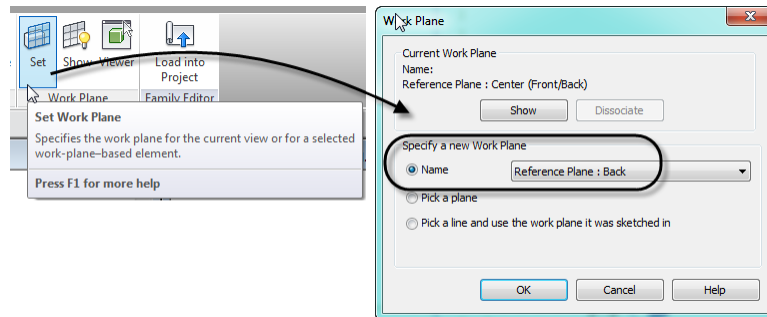 Set Show Viewer Load into
Project
Work Plane Family Editor
Set Work Plane
Specifies the work plane for the current view or for a selected
work-plane–based element.
Press F1 for more help
Work Plane
Current Work Plane
Name:
Reference Plane : Center (Front/Back)
Show Dissociate
Specify a new Work Plane
Name Reference Plane : Back
Pick a plane
Pick a line and use the work plane it was sketched in
OK Cancel Help